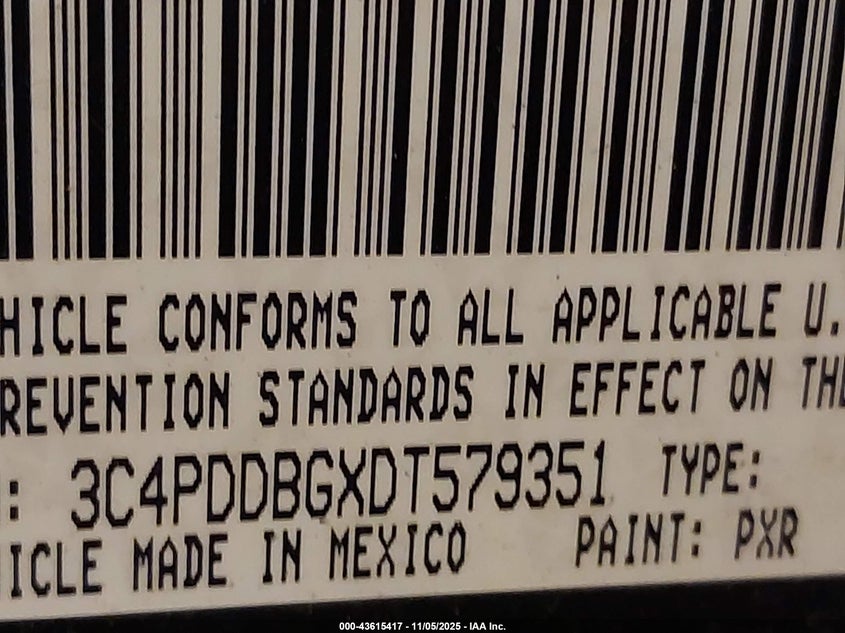 HICLE CONFORMS TO ALL APPLICABLE U.
REVENTION STANDARDS IN EFFECT ON THE
: 3C4PDDBGXDT579351 TYPE:
ICLE MADE IN MEXICO PAINT: PXR
000-43615417 - 11/05/2025 - IAA Inc.